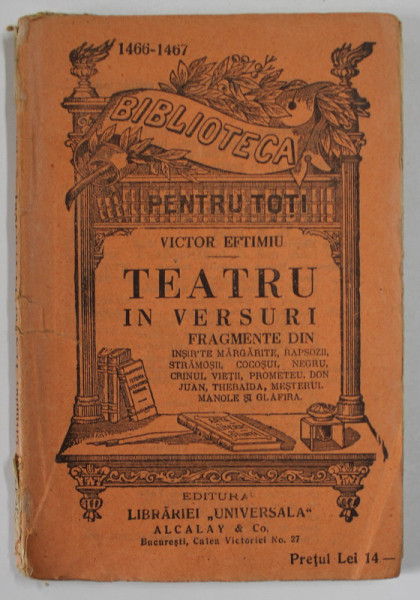 1466-1467
BIBLIOTECA
PENTRU TOȚI
VICTOR EFTIMIU
TEATRU
IN VERSURI
FRAGMENTE DIN
INȘIR'TE MĂRGĂRITE, RAPSOZII,
STRĂMOȘII, COCOȘUL NEGRU,
CRINUL VIEȚII, PROMETEU, DON
JUAN, THEBAIDA, MEȘTERUL
MANOLE ȘI GLAFIRA.
EDITURA
LIBRĂRIEI „UNIVERSALA"
ALCALAY & Co.
București, Calea Victoriei No. 27
Prețul Lei 14 —